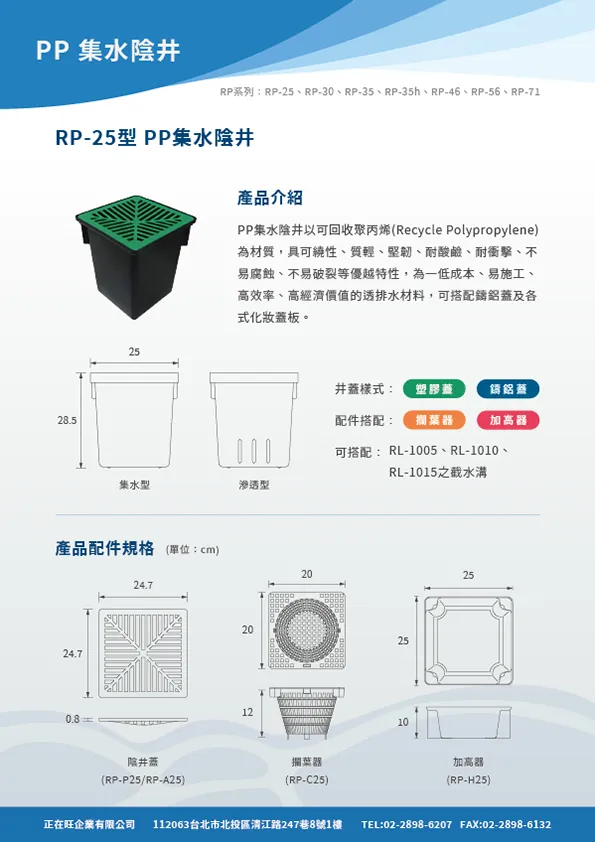 PP 集水陰井
RP系列：RP-25、RP-30、RP-35、RP-35h、RP-46、RP-56、RP-71
RP-25型 PP集水陰井
產品介紹
PP集水陰井以可回收聚丙烯(Recycle Polypropylene)
為材質，具可繞性、質輕、堅韌、耐酸鹼、耐衝擊、不
易腐蝕、不易破裂等優越特性，為一低成本、易施工、
高效率、高經濟價值的透排水材料，可搭配鑄鋁蓋及各
式化妝蓋板。
25
28.5
集水型
滲透型
井蓋樣式： 塑膠蓋 鑄鋁蓋
配件搭配： 攔葉器 加高器
可搭配： RL-1005、RL-1010、
RL-1015之截水溝
產品配件規格 (單位：cm)
24.7
24.7
0.8
陰井蓋
(RP-P25/RP-A25)
20
20
12
攔葉器
(RP-C25)
25
25
10
加高器
(RP-H25)
正在旺企業有限公司 112063台北市北投區清江路247巷8號1樓 TEL:02-2898-6207 FAX:02-2898-6132